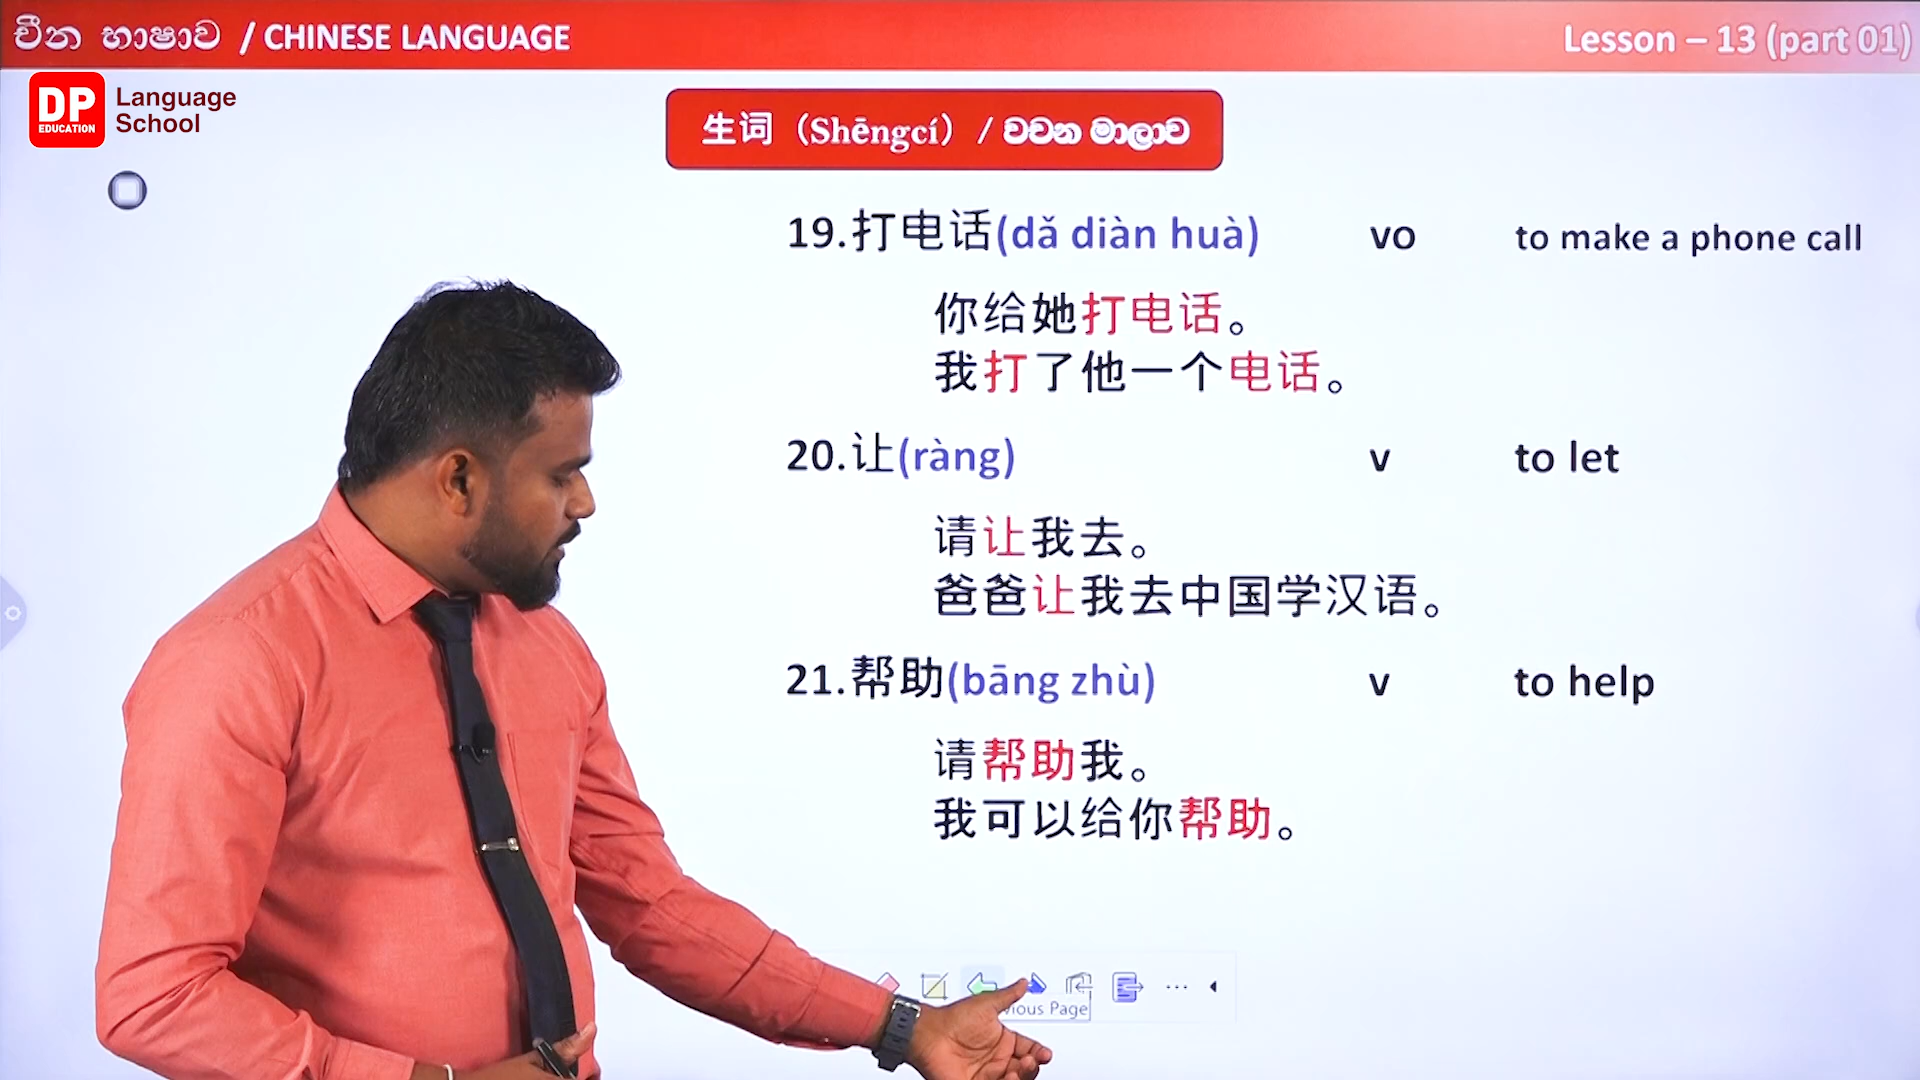 චීන භාෂාව / CHINESE LANGUAGE
Lesson – 13 (part 01)
DP EDUCATION
Language School
生词 (Shēngcí) / වචන මාලාව
19.打电话(dǎ diàn huà) vo to make a phone call
你给她打电话。
我打了他一个电话。
20.让(ràng) v to let
请让我去。
爸爸让我去中国学汉语。
21.帮助(bāng zhù) v to help
请帮助我。
我可以给你帮助。
Page